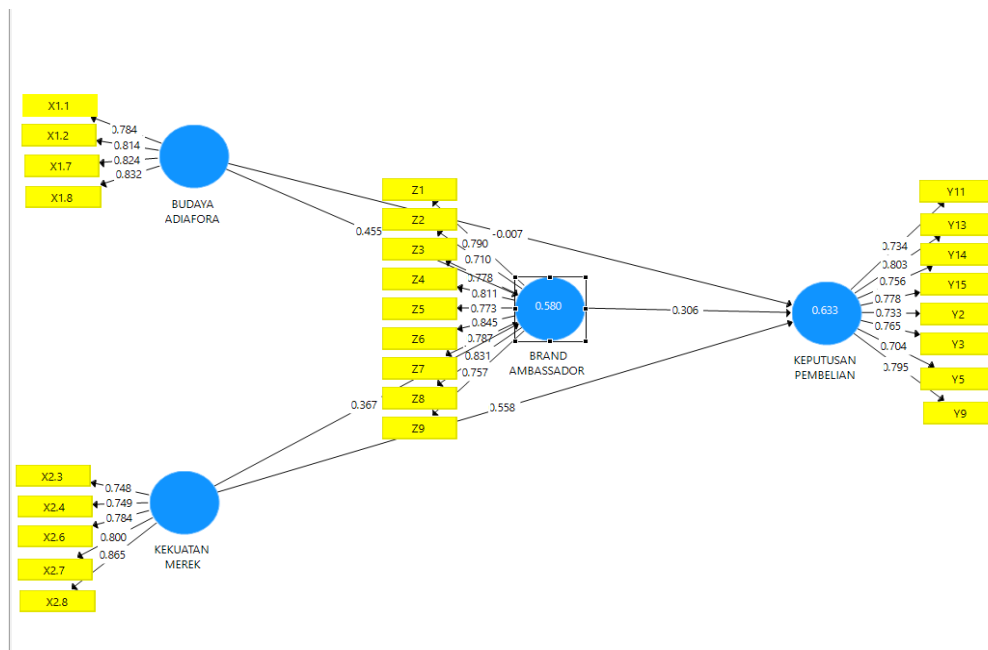 X1.1
X1.2
X1.7
X1.8
0.784
0.814
0.824
0.832
BUDAYA
ADIAFORA
0.455
-0.007
Z1
Z2
Z3
Z4
Z5
Z6
Z7
Z8
Z9
0.790
0.710
0.778
0.811
0.773
0.845
0.787
0.831
0.757
0.580
BRAND
AMBASSADOR
0.306
0.367
0.558
X2.3
X2.4
X2.6
X2.7
X2.8
0.748
0.749
0.784
0.800
0.865
KEKUATAN
MEREK
0.633
KEPUTUSAN
PEMBELIAN
0.734
0.803
0.756
0.778
0.733
0.765
0.704
0.795
Y11
Y13
Y14
Y15
Y2
Y3
Y5
Y9